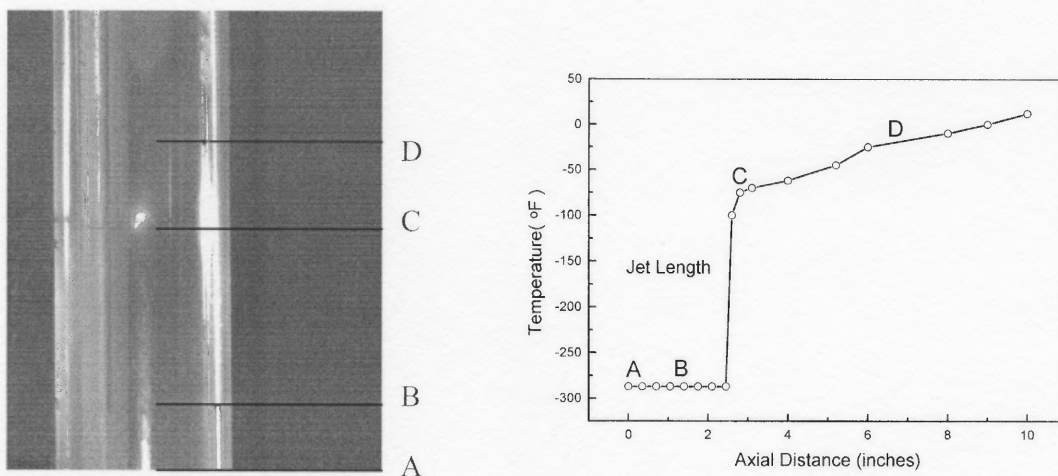 D
C
B
A
50
0
-50
-100
-150
-200
-250
-300
Temperature( ºF)
A
B
C
D
Jet Length
0
2
4
6
8
10
Axial Distance (inches)